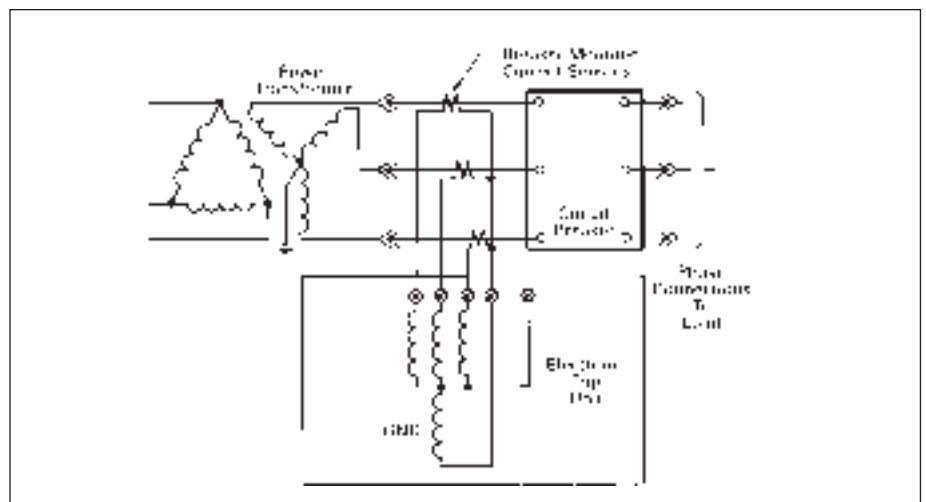 Power
Transformer
Breaker Mounted
Current Sensors
Circuit
Breaker
Phase
Connections
To
Load
Electronic
Trip
Unit
GND